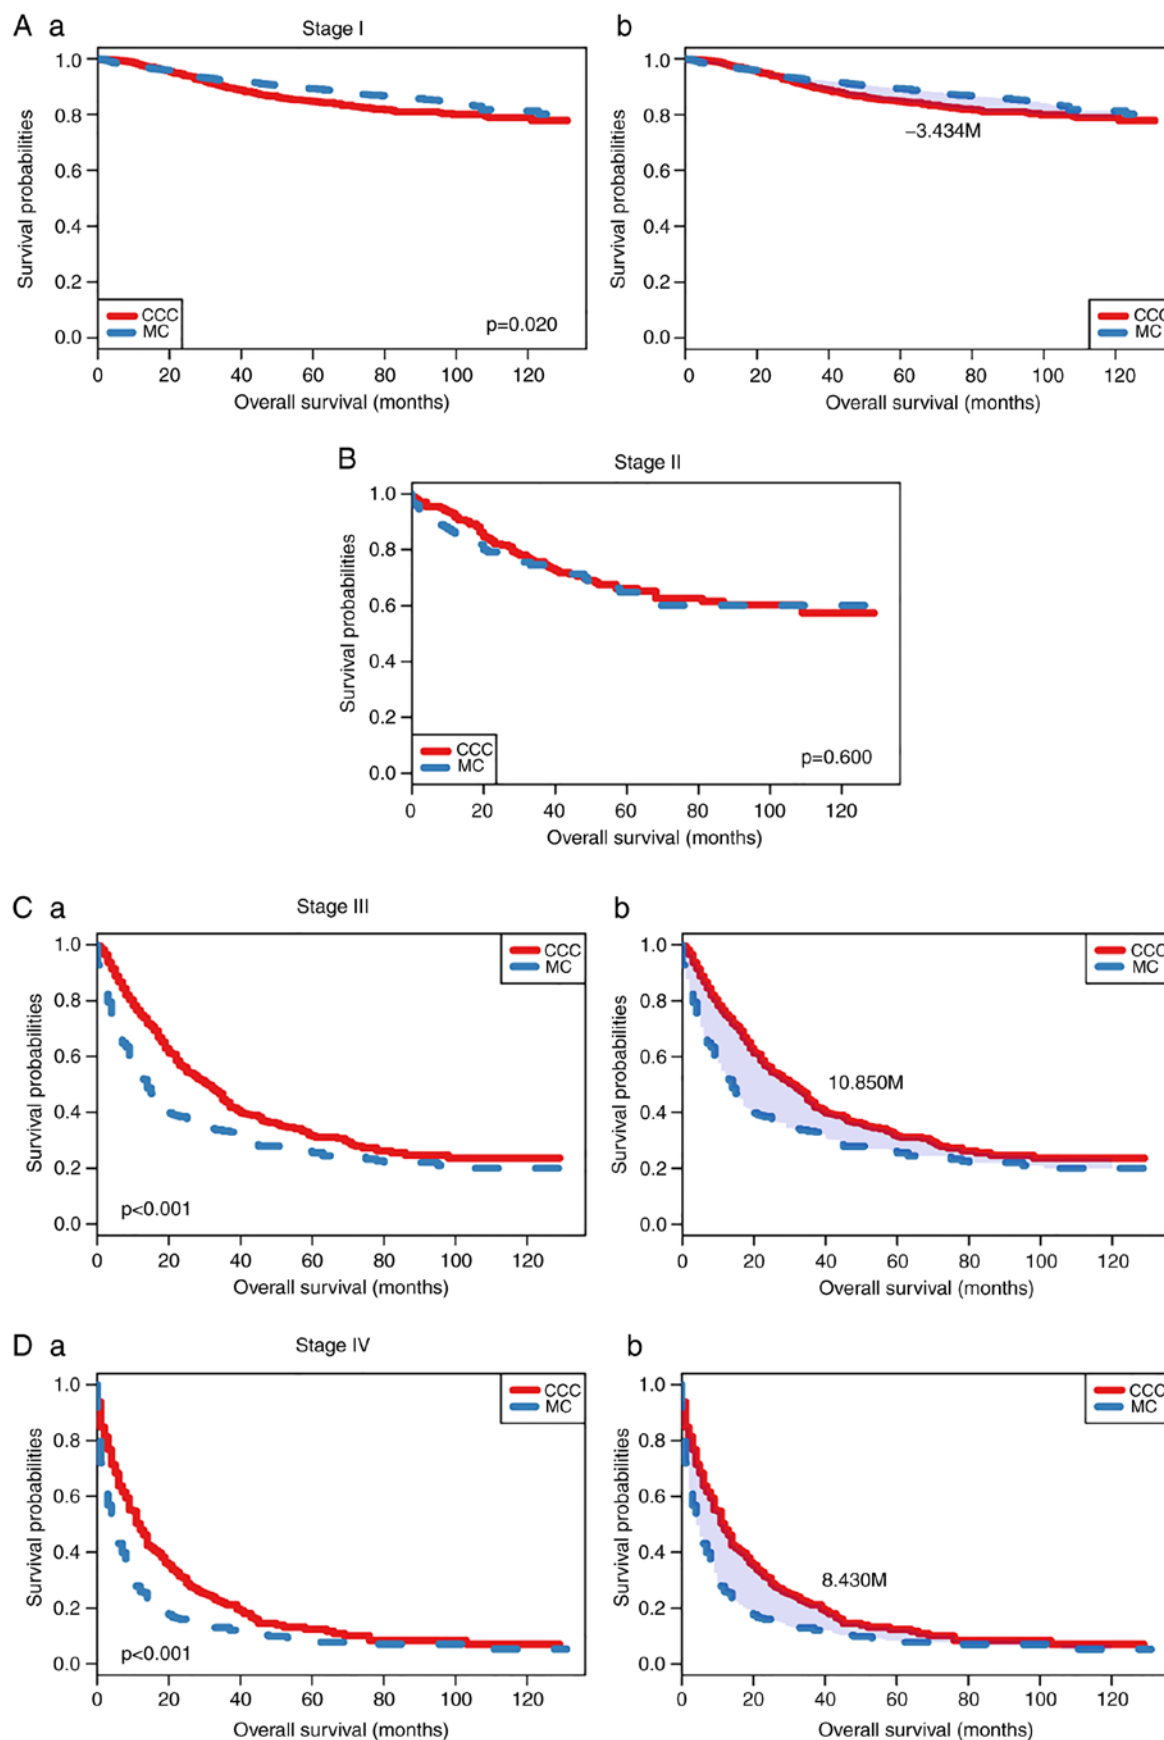 A a Stage I b
1.0
0.8
0.6
0.4
0.2
0.0
Survival probabilities
CCC
MC
p=0.020
0 20 40 60 80 100 120
Overall survival (months)
1.0
0.8
0.6
0.4
0.2
0.0
Survival probabilities
−3.434M
CCC
MC
0 20 40 60 80 100 120
Overall survival (months)
B Stage II
1.0
0.8
0.6
0.4
0.2
0.0
Survival probabilities
CCC
MC
p=0.600
0 20 40 60 80 100 120
Overall survival (months)
C a Stage III b
1.0
0.8
0.6
0.4
0.2
0.0
Survival probabilities
CCC
MC
p<0.001
0 20 40 60 80 100 120
Overall survival (months)
1.0
0.8
0.6
0.4
0.2
0.0
Survival probabilities
CCC
MC
10.850M
0 20 40 60 80 100 120
Overall survival (months)
D a Stage IV b
1.0
0.8
0.6
0.4
0.2
0.0
Survival probabilities
CCC
MC
p<0.001
0 20 40 60 80 100 120
Overall survival (months)
1.0
0.8
0.6
0.4
0.2
0.0
Survival probabilities
CCC
MC
8.430M
0 20 40 60 80 100 120
Overall survival (months)